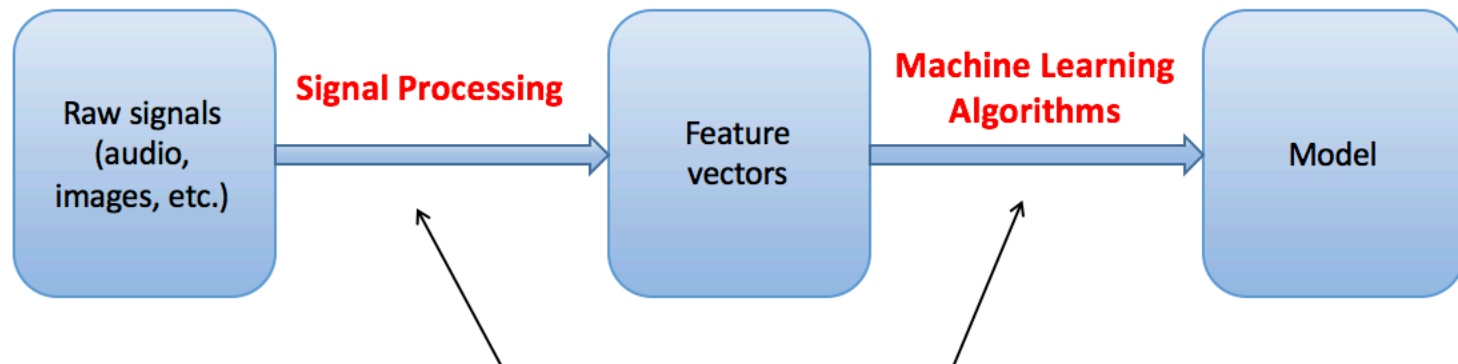 Raw signals
(audio,
images, etc.)
Signal Processing
Feature
vectors
Machine Learning
Algorithms
Model